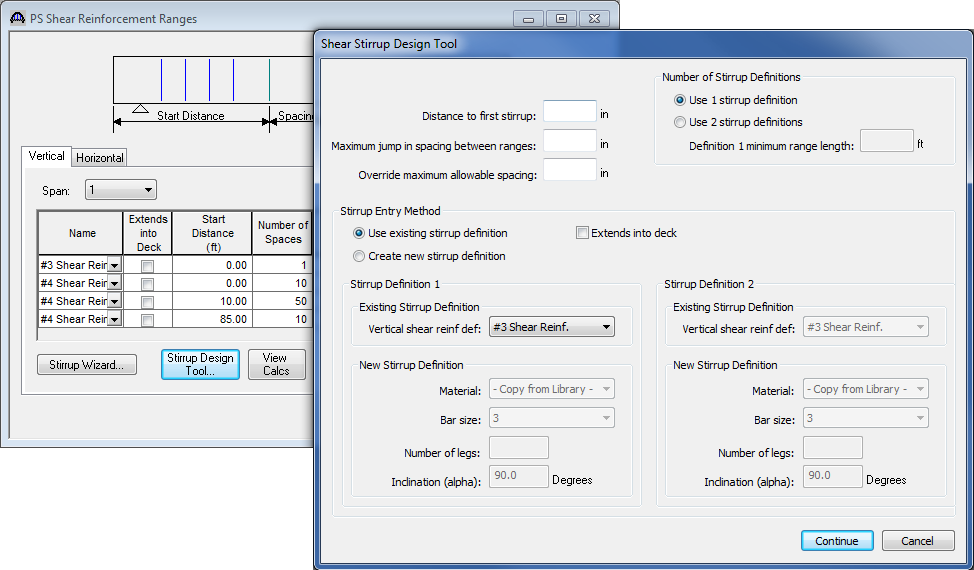 PS Shear Reinforcement Ranges
Start Distance
Spacin
Vertical
Horizontal
Span: 1
Name
Extends into Deck
Start Distance (ft)
Number of Spaces
#3 Shear Reir 0.00 1
#4 Shear Reir 0.00 10
#4 Shear Reir 10.00 50
#4 Shear Reir 85.00 10
Stirrup Wizard...
Stirrup Design Tool...
View Calcs
Shear Stirrup Design Tool
Distance to first stirrup: in
Maximum jump in spacing between ranges: in
Override maximum allowable spacing: in
Number of Stirrup Definitions
Use 1 stirrup definition
Use 2 stirrup definitions
Definition 1 minimum range length: ft
Stirrup Entry Method
Use existing stirrup definition
Extends into deck
Create new stirrup definition
Stirrup Definition 1
Existing Stirrup Definition
Vertical shear reinf def: #3 Shear Reinf.
New Stirrup Definition
Material: - Copy from Library -
Bar size: 3
Number of legs:
Inclination (alpha): 90.0 Degrees
Stirrup Definition 2
Existing Stirrup Definition
Vertical shear reinf def: #3 Shear Reinf.
New Stirrup Definition
Material: - Copy from Library -
Bar size: 3
Number of legs:
Inclination (alpha): 90.0 Degrees
Continue
Cancel